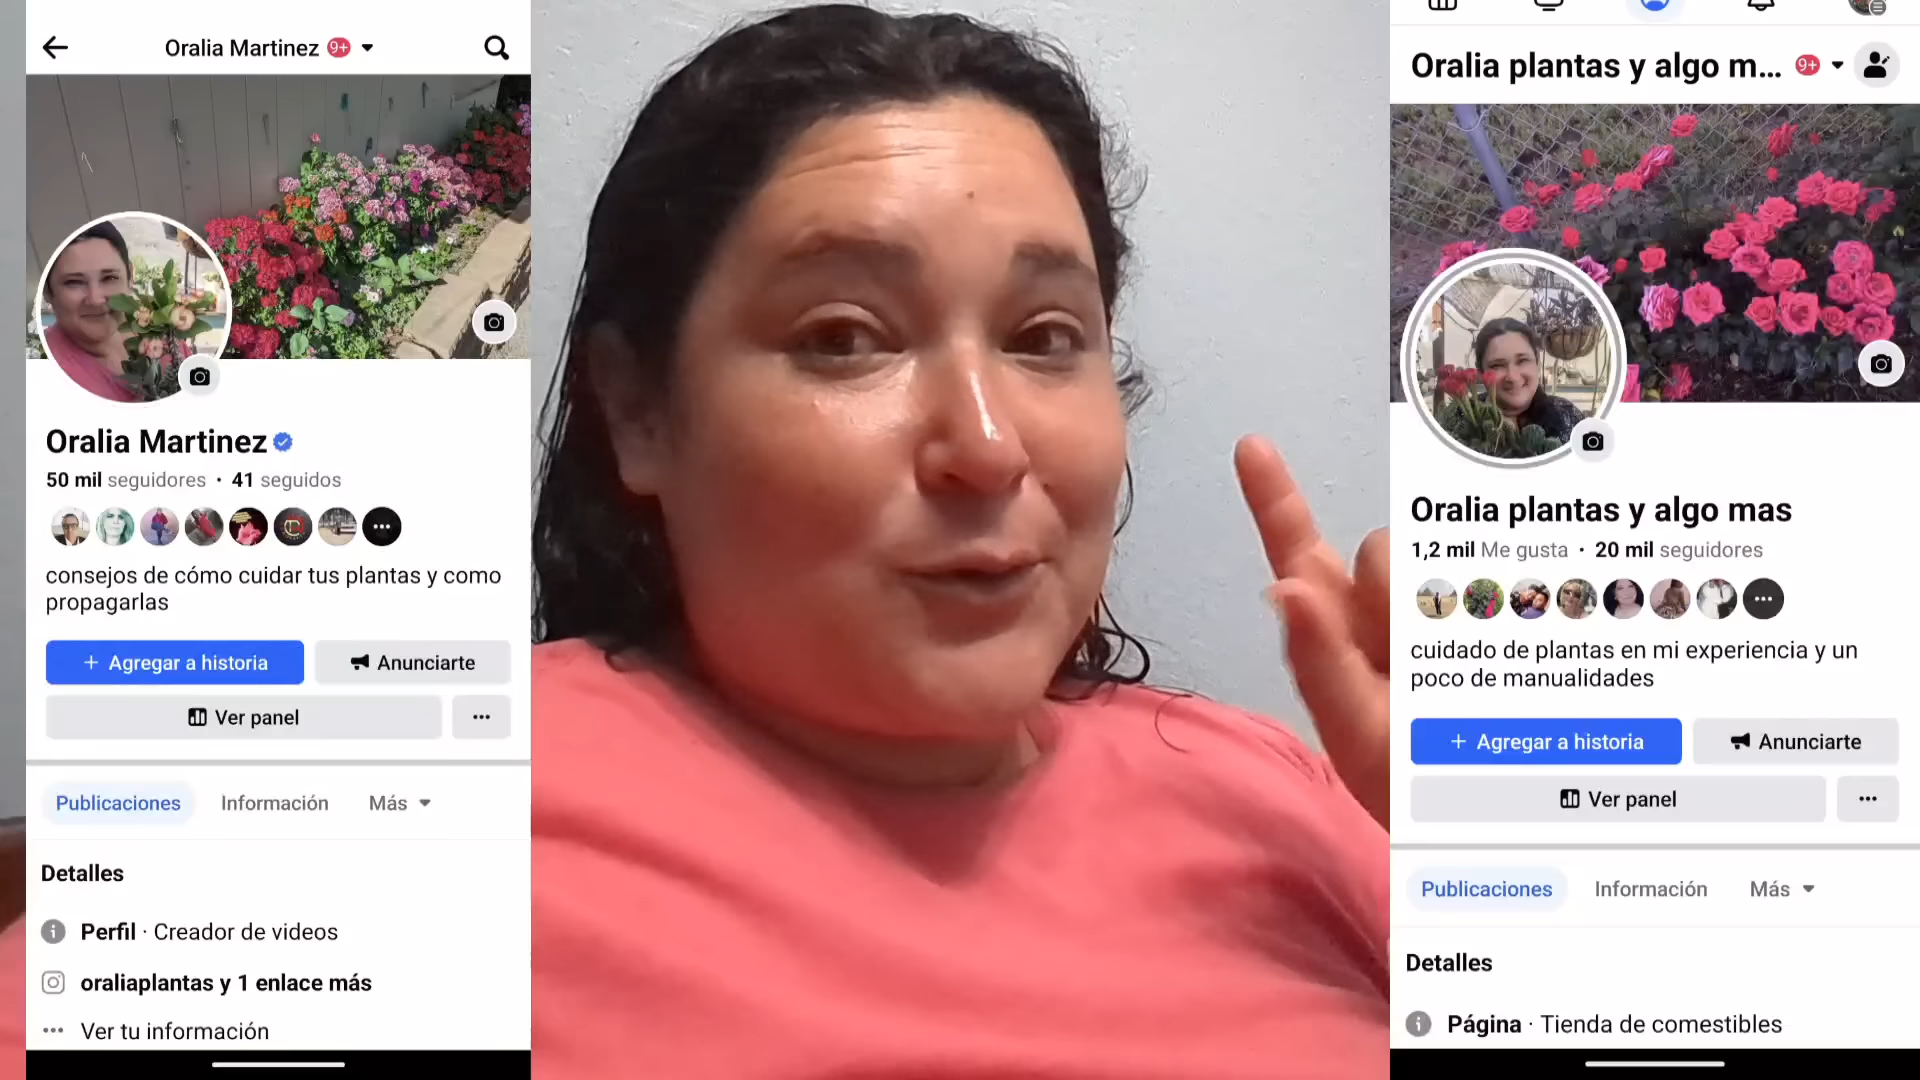 Oralia Martinez 9+
Oralia Martinez
50 mil seguidores · 41 seguidos
consejos de cómo cuidar tus plantas y como
propagarlas
+ Agregar a historia
Anunciarte
Ver panel
Publicaciones
Información
Más
Detalles
Perfil · Creador de videos
oraliaplantas y 1 enlace más
Ver tu información
Oralia plantas y algo m... 9+
Oralia plantas y algo mas
1,2 mil Me gusta · 20 mil seguidores
cuidado de plantas en mi experiencia y un
poco de manualidades
+ Agregar a historia
Anunciarte
Ver panel
Publicaciones
Información
Más
Detalles
Página · Tienda de comestibles